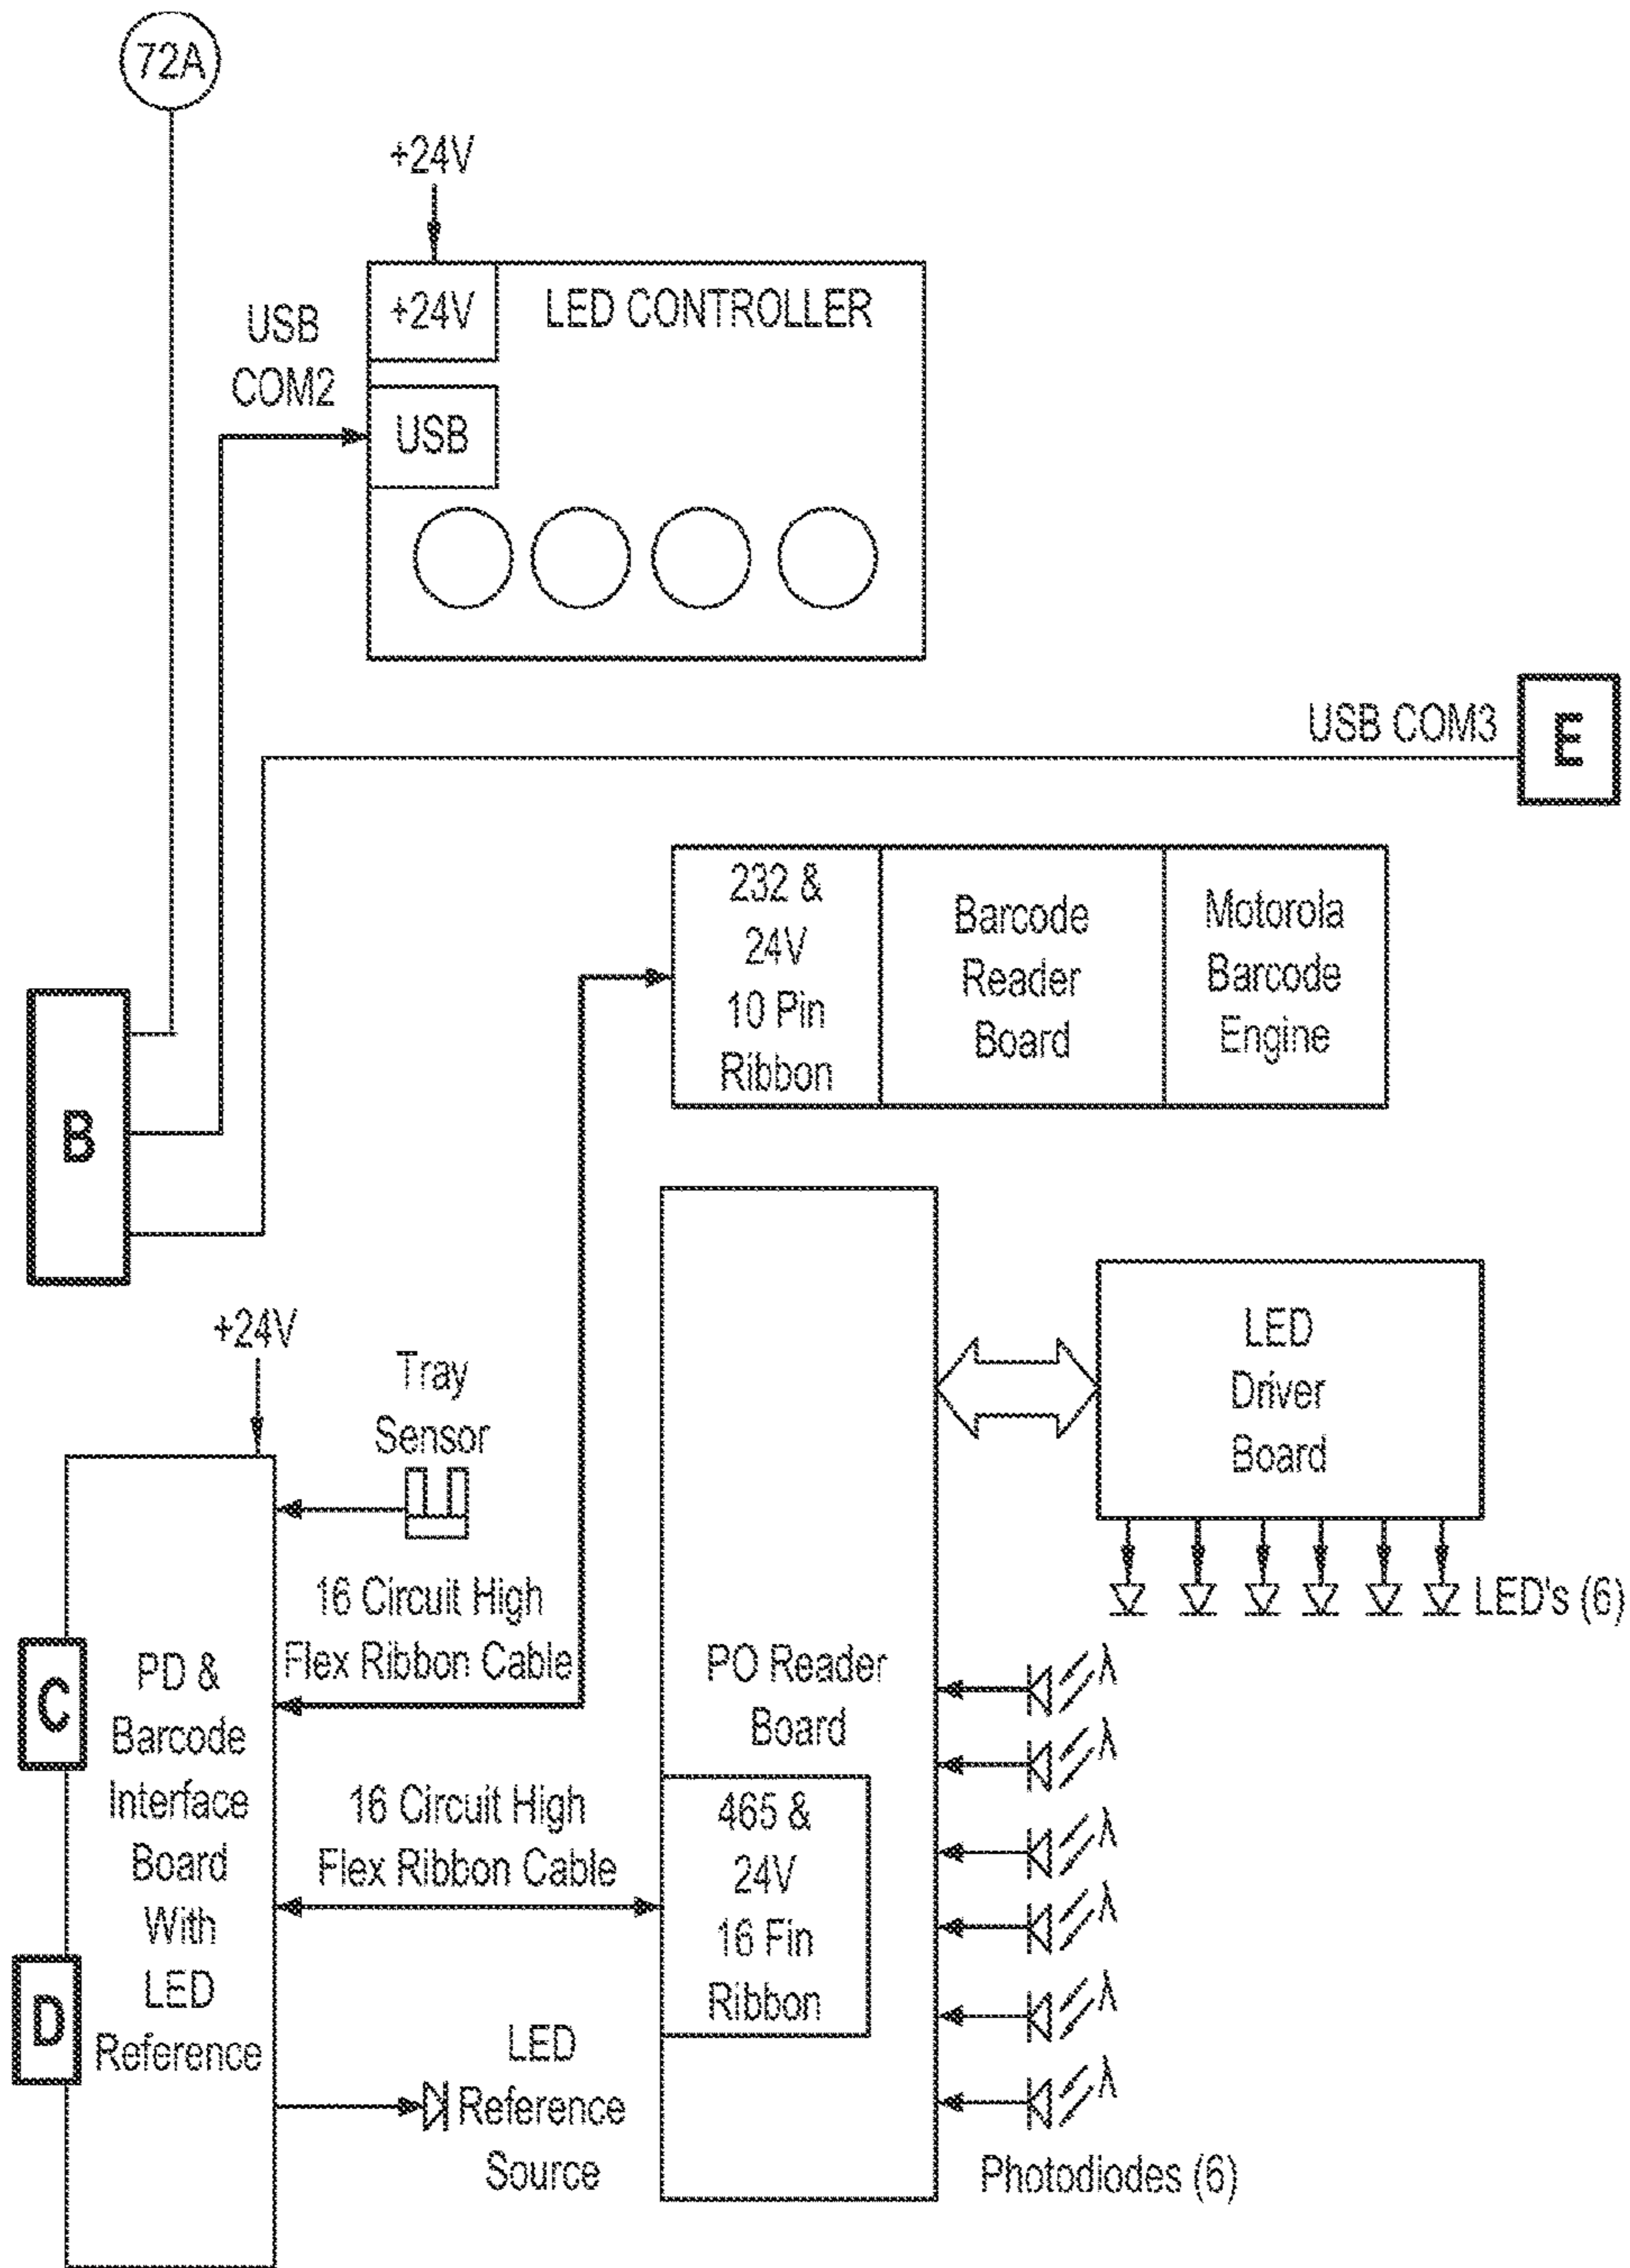 72A
+24V
+24V
LED CONTROLLER
USB
COM2
USB
USB COM3
E
232 &
24V
10 Pin
Ribbon
Barcode
Reader
Board
Motorola
Barcode
Engine
B
+24V
Tray
Sensor
LED
Driver
Board
LED's (6)
16 Circuit High
Flex Ribbon Cable
C
PD &
Barcode
Interface
Board
With
LED
Reference
D
PO Reader
Board
16 Circuit High
Flex Ribbon Cable
465 &
24V
16 Fin
Ribbon
λ
λ
λ
λ
λ
λ
LED
Reference
Source
Photodiodes (6)